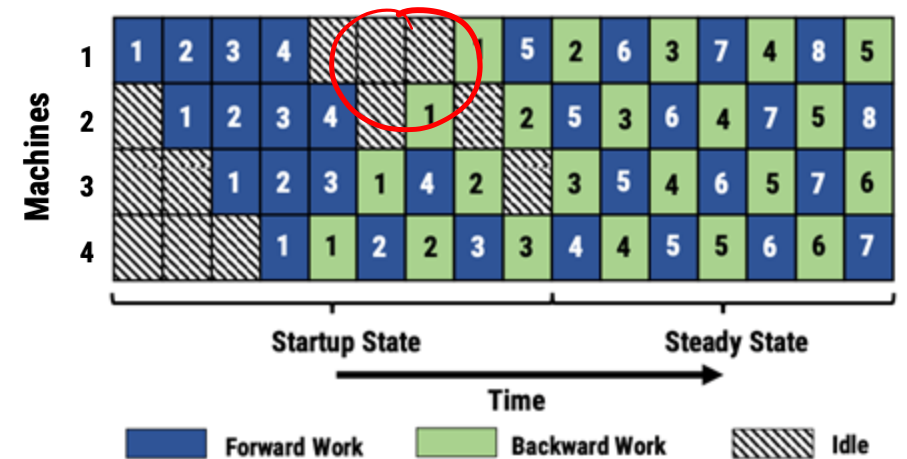 1 1 2 3 4 5 2 6 3 7 4 8 5
2 1 2 3 4 1 2 5 3 6 4 7 5 8
3 1 2 3 1 4 2 3 5 4 6 5 7 6
4 1 1 2 2 3 3 4 4 5 5 6 6 7
Machines
Startup State
Steady State
Time
Forward Work
Backward Work
Idle